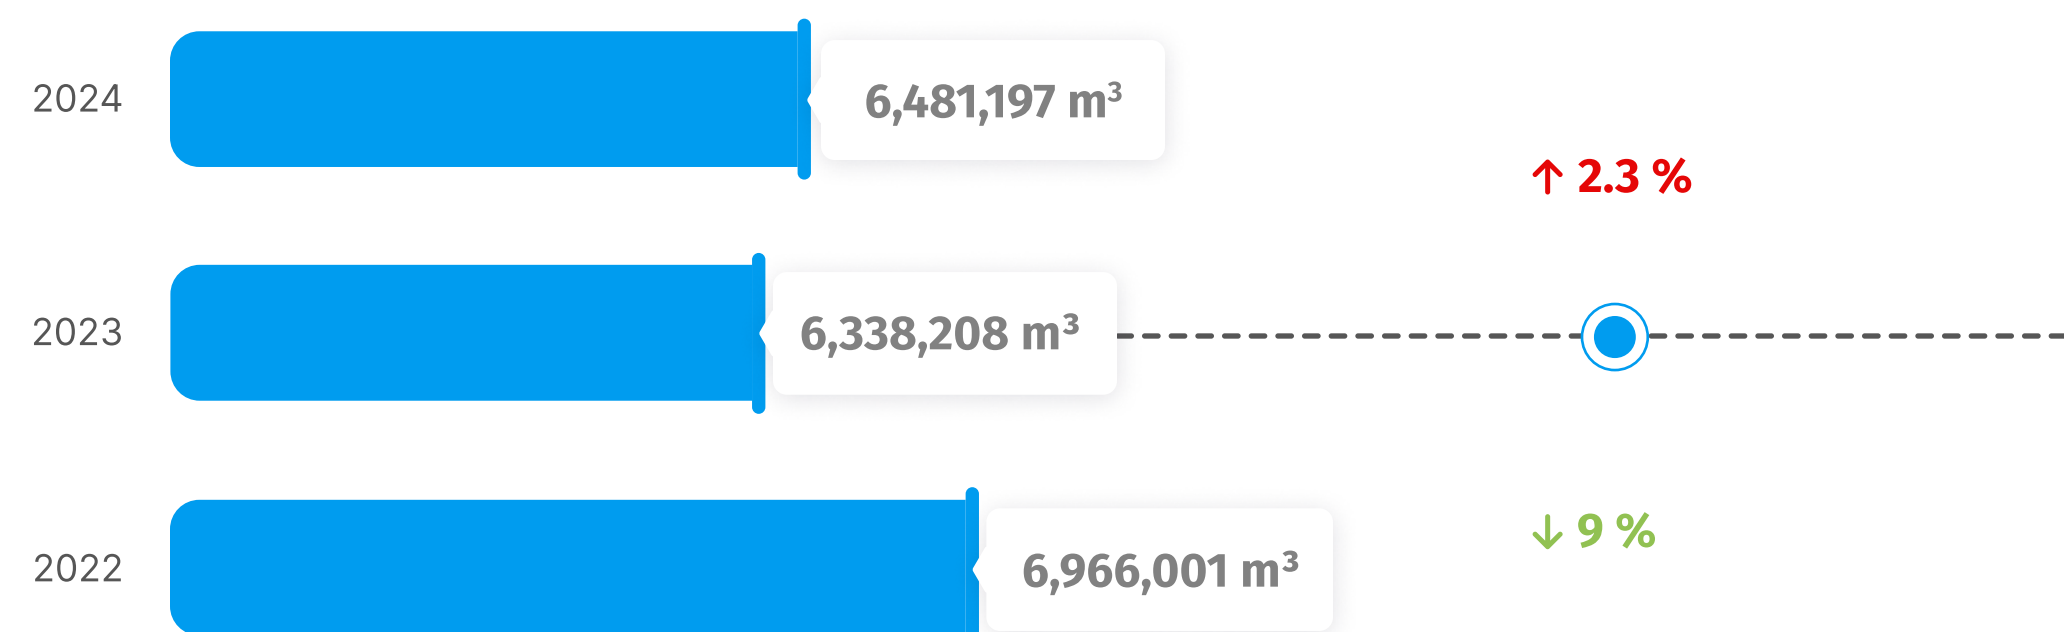 2024
6,481,197 m³
↑ 2.3 %
2023
6,338,208 m³
↓ 9 %
2022
6,966,001 m³